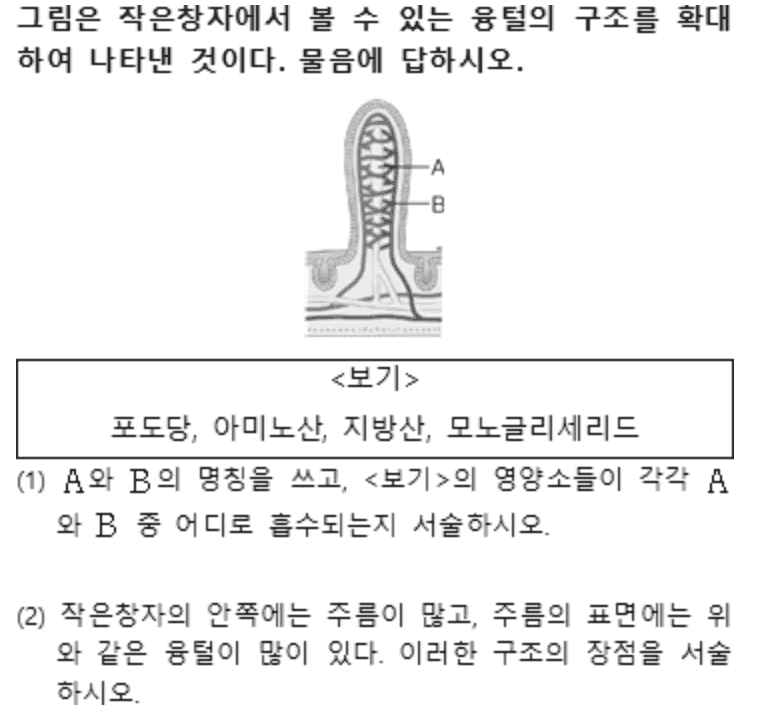 그림은 작은창자에서 볼 수 있는 융털의 구조를 확대
하여 나타낸 것이다. 물음에 답하시오.
A
B
<보기>
포도당, 아미노산, 지방산, 모노글리세리드
(1) A와 B의 명칭을 쓰고, <보기>의 영양소들이 각각 A
와 B 중 어디로 흡수되는지 서술하시오.
(2) 작은창자의 안쪽에는 주름이 많고, 주름의 표면에는 위
와 같은 융털이 많이 있다. 이러한 구조의 장점을 서술
하시오.